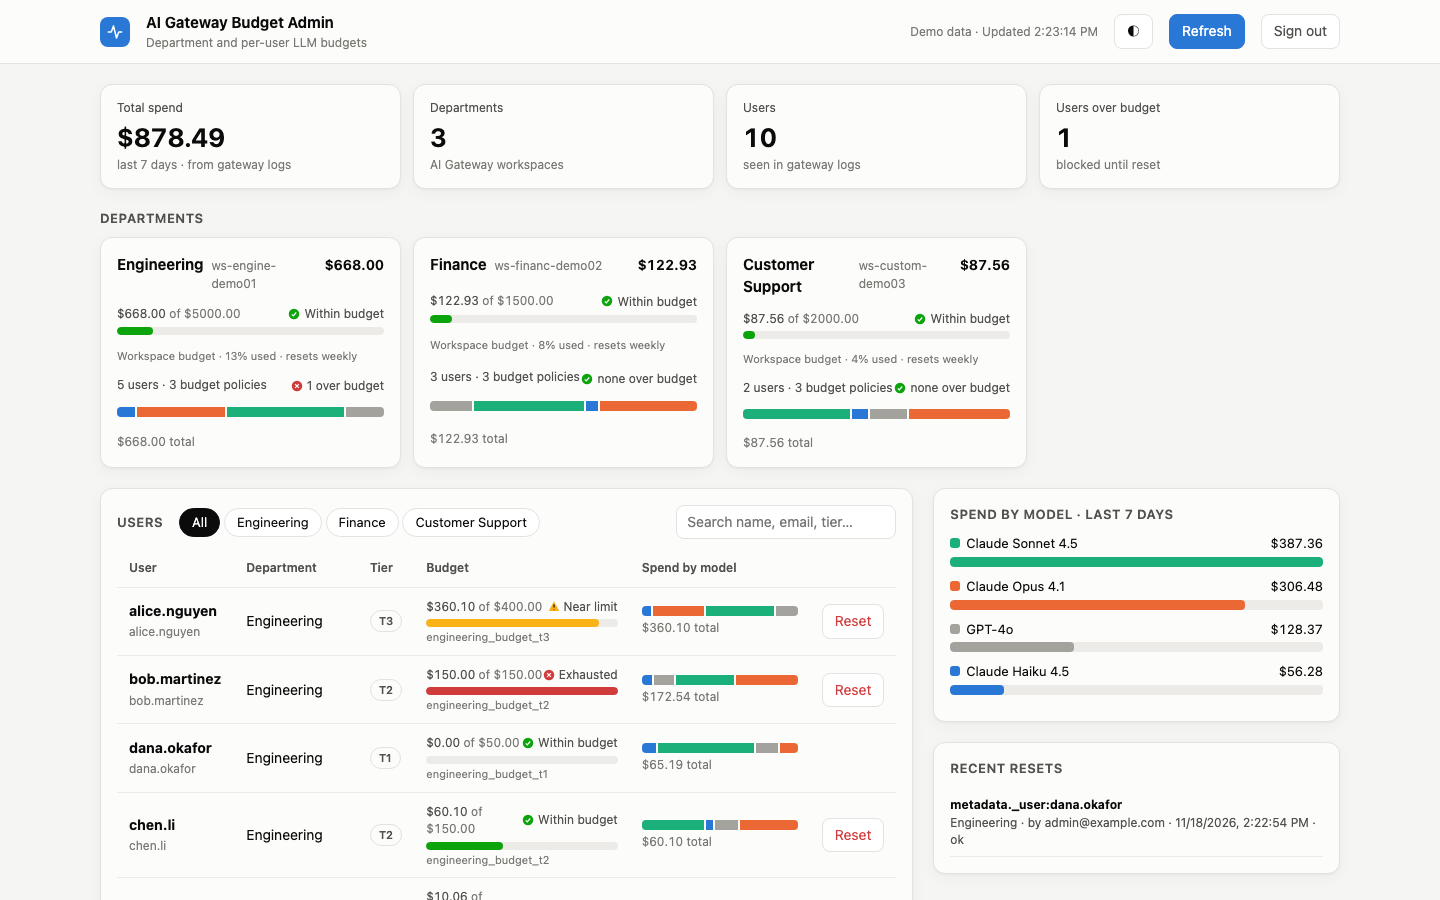 AI Gateway Budget Admin
Department and per-user LLM budgets
Demo data · Updated 2:23:14 PM
Refresh
Sign out
Total spend
$878.49
last 7 days · from gateway logs
Departments
3
AI Gateway workspaces
Users
10
seen in gateway logs
Users over budget
1
blocked until reset
DEPARTMENTS
Engineering ws-engine-demo01 $668.00
$668.00 of $5000.00 Within budget
Workspace budget · 13% used · resets weekly
5 users · 3 budget policies 1 over budget
$668.00 total
Finance ws-financ-demo02 $122.93
$122.93 of $1500.00 Within budget
Workspace budget · 8% used · resets weekly
3 users · 3 budget policies none over budget
$122.93 total
Customer Support ws-custom-demo03 $87.56
$87.56 of $2000.00 Within budget
Workspace budget · 4% used · resets weekly
2 users · 3 budget policies none over budget
$87.56 total
USERS All Engineering Finance Customer Support Search name, email, tier...
User Department Tier Budget Spend by model
alice.nguyen
alice.nguyen
Engineering
T3
$360.10 of $400.00 Near limit
engineering_budget_t3
$360.10 total
Reset
bob.martinez
bob.martinez
Engineering
T2
$150.00 of $150.00 Exhausted
engineering_budget_t2
$172.54 total
Reset
dana.okafor
dana.okafor
Engineering
T1
$0.00 of $50.00 Within budget
engineering_budget_t1
$65.19 total
chen.li
chen.li
Engineering
T2
$60.10 of
$150.00
Within budget
engineering_budget_t2
$60.10 total
Reset
$10.06 of
SPEND BY MODEL · LAST 7 DAYS
Claude Sonnet 4.5 $387.36
Claude Opus 4.1 $306.48
GPT-4o $128.37
Claude Haiku 4.5 $56.28
RECENT RESETS
metadata._user:dana.okafor
Engineering · by admin@example.com · 11/18/2026, 2:22:54 PM ·
ok